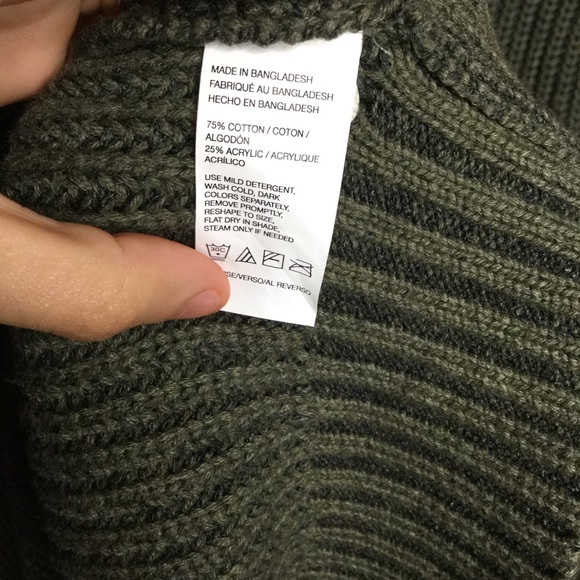 MADE IN BANGLADESH
FABRIQUÉ AU BANGLADESH
HECHO EN BANGLADESH
75% COTTON / COTON /
ALGODÓN
25% ACRYLIC / ACRYLIQUE
ACRÍLICO
USE MILD DETERGENT,
WASH COLD, DARK
COLORS SEPARATELY,
REMOVE PROMPTLY,
RESHAPE TO SIZE,
FLAT DRY IN SHADE,
STEAM ONLY IF NEEDED
30C
/VERSO/AL REVERSO